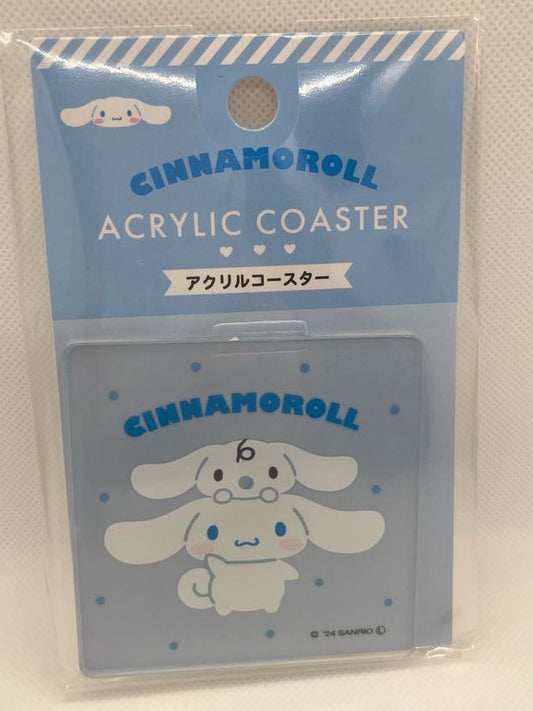 CINNAMOROLL
ACRYLIC COASTER
アクリルコースター
CINNAMOROLL
© '24 SANRIO Ⓛ